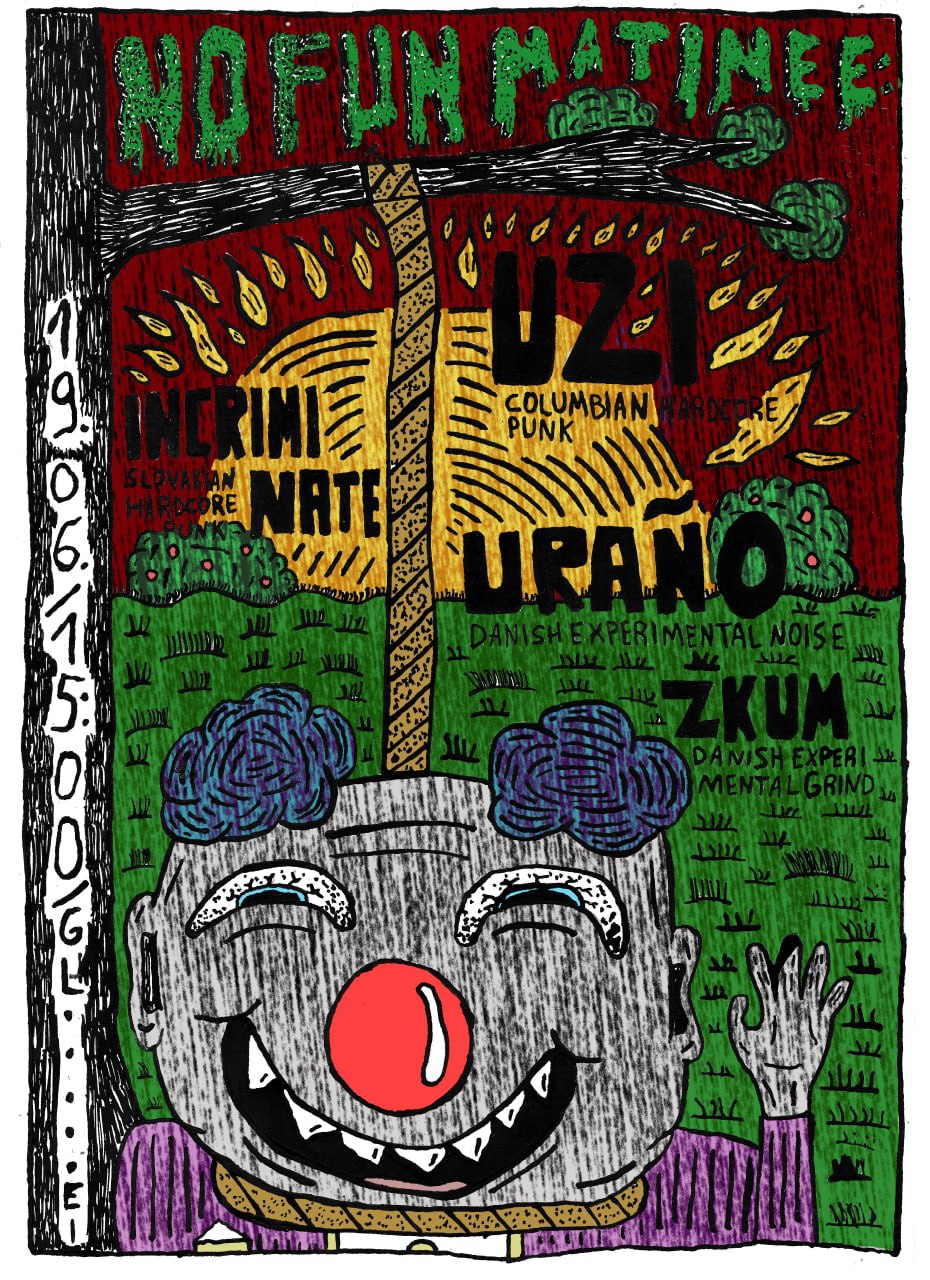 NO FUN MATINEE:
19.06./15:00/GL.
UZI
COLUMBIAN HARDCORE
PUNK
INCRIMI
NATE
SLOVAKIAN
HARDCORE
PUNK
URAÑO
DANISH EXPERIMENTAL NOISE
ŽKUM
DANISH EXPERI
MENTAL GRIND